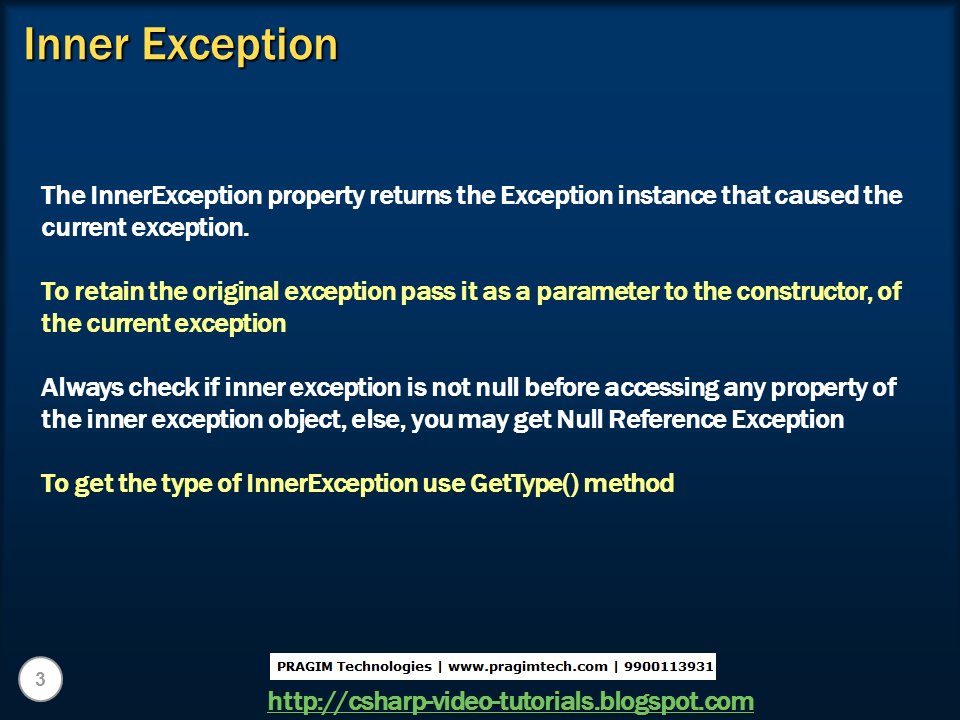 Inner Exception
The InnerException property returns the Exception instance that caused the
current exception.
To retain the original exception pass it as a parameter to the constructor, of
the current exception
Always check if inner exception is not null before accessing any property of
the inner exception object, else, you may get Null Reference Exception
To get the type of InnerException use GetType() method
3
PRAGIM Technologies | www.pragimtech.com | 9900113931
http://csharp-video-tutorials.blogspot.com